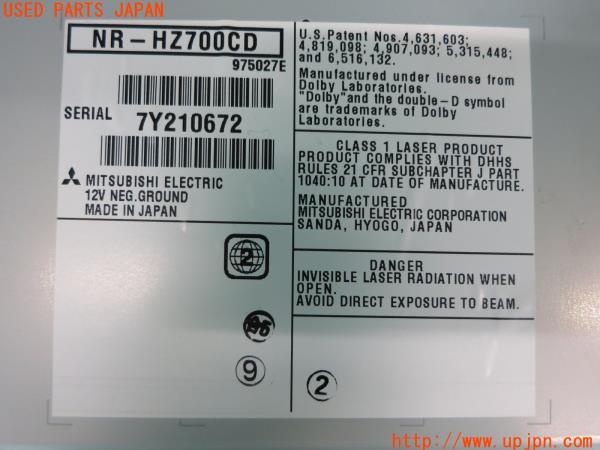 USED PARTS JAPAN
NR-HZ700CD
975027E
SERIAL 7Y210672
MITSUBISHI ELECTRIC
12V NEG.GROUND
MADE IN JAPAN
2
9
U.S.Patent Nos.4,631,603;
4,819,098; 4,907,093; 5,315,448;
and 6,516,132.
Manufactured under license from
Dolby Laboratories.
"Dolby"and the double-D symbol
are trademarks of Dolby
Laboratories.
CLASS 1 LASER PRODUCT
PRODUCT COMPLIES WITH DHHS
RULES 21 CFR SUBCHAPTER J PART
1040:10 AT DATE OF MANUFACTURE.
MANUFACTURED
MITSUBISHI ELECTRIC CORPORATION
SANDA, HYOGO, JAPAN
DANGER
INVISIBLE LASER RADIATION WHEN
OPEN.
AVOID DIRECT EXPOSURE TO BEAM.
2
http://www.upjpn.com/